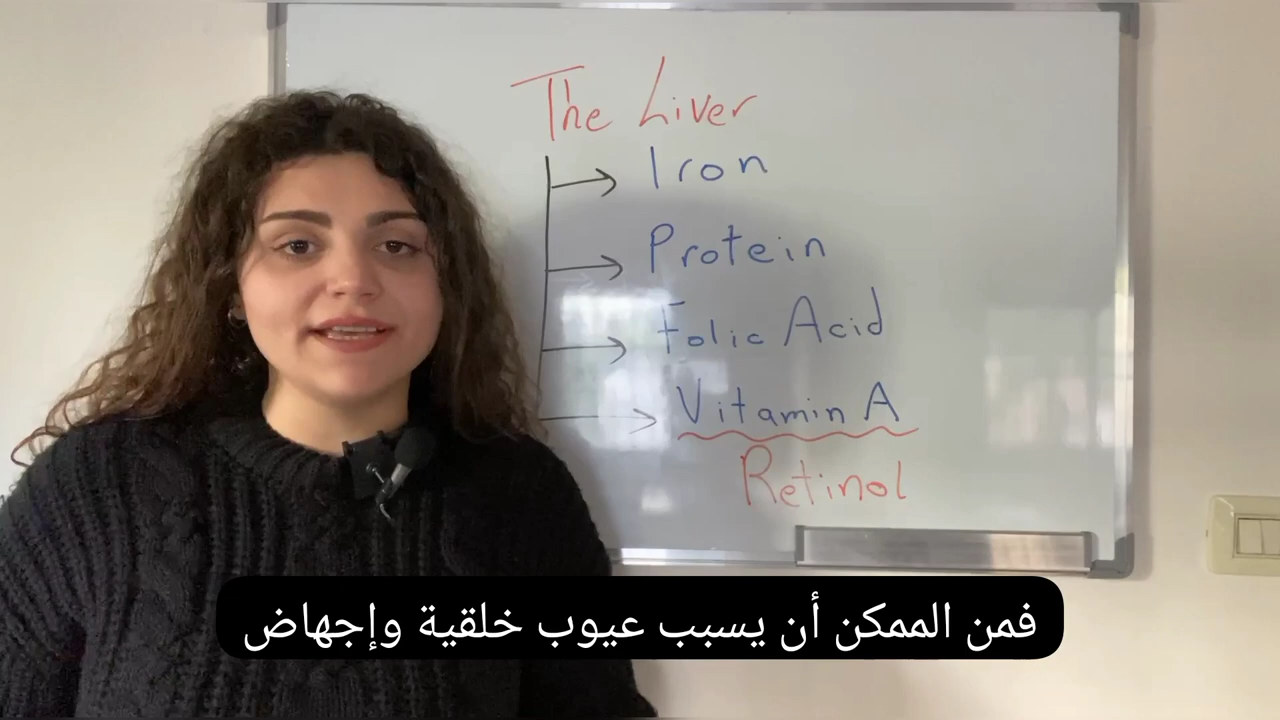 The Liver
Iron
Protein
Folic Acid
Vitamin A
Retinol
فمن الممكن أن يسبب عيوب خلقية وإجهاض